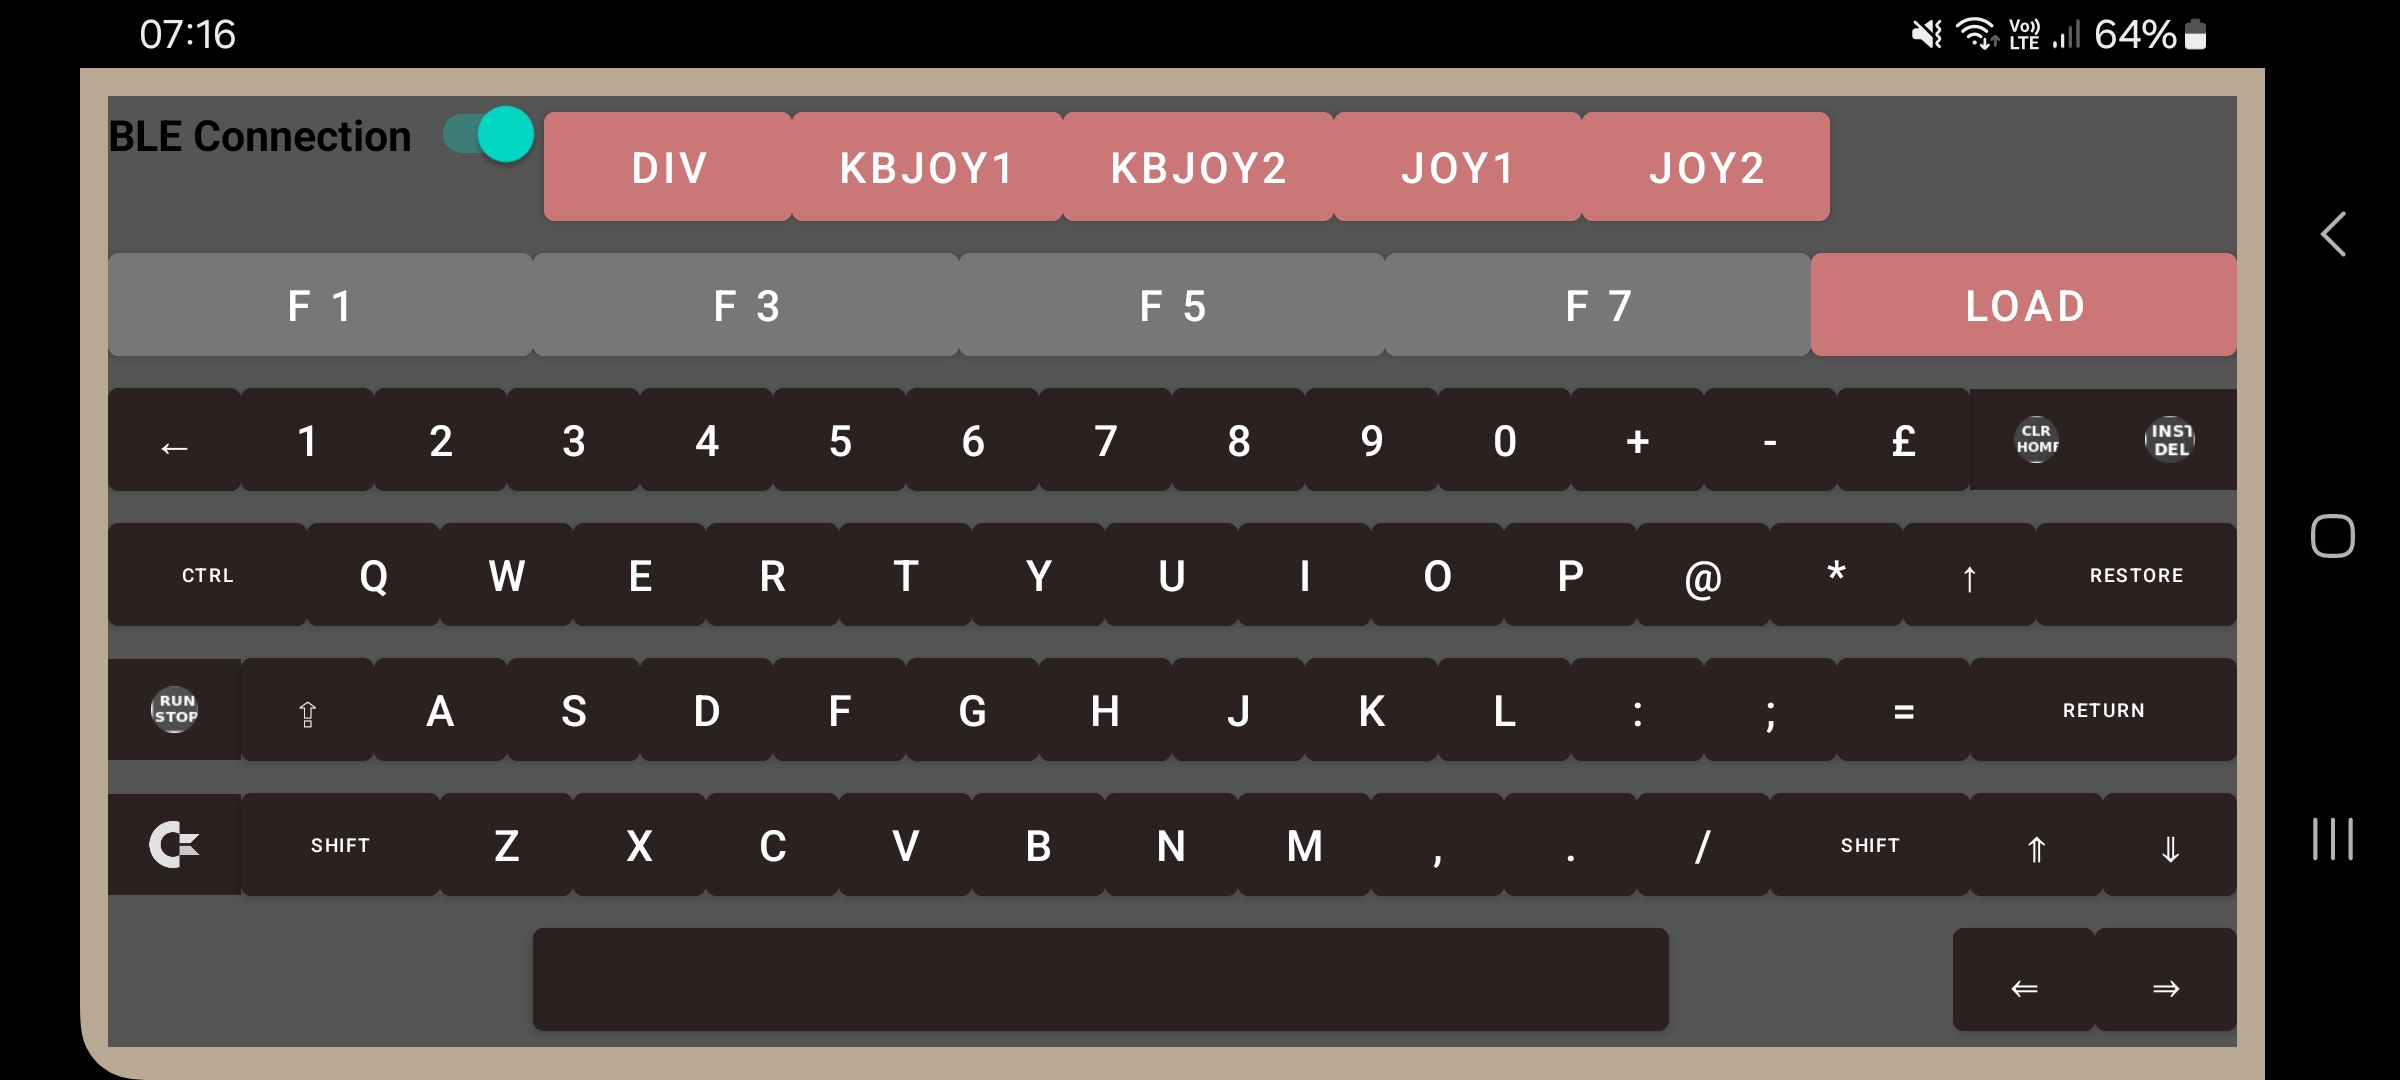 07:16 Vo)) LTE 64%
BLE Connection DIV KBJOY1 KBJOY2 JOY1 JOY2
F 1 F 3 F 5 F 7 LOAD
← 1 2 3 4 5 6 7 8 9 0 + - £ CLR HOME INST DEL
CTRL Q W E R T Y U I O P @ * ↑ RESTORE
RUN STOP ⇪ A S D F G H J K L : ; = RETURN
SHIFT Z X C V B N M , . / SHIFT ⇑ ⇓
⇐ ⇒